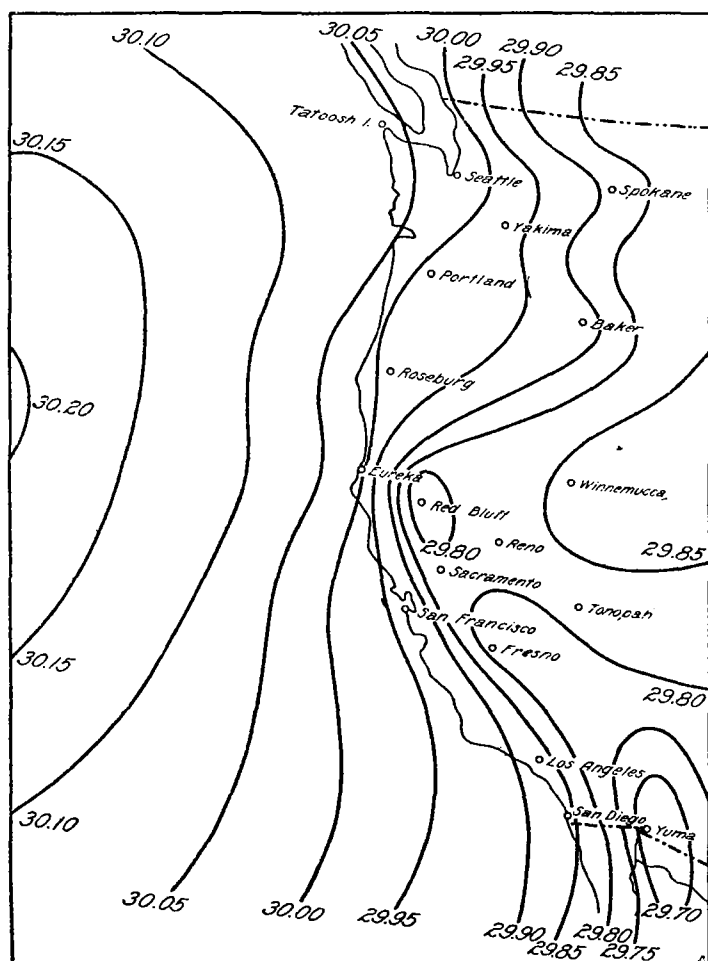 30.10
30.05
30.00
29.90
29.95
29.85
Tatoosh I.
30.15
Seattle
Spokane
Yakima
Portland
Baker
Roseburg
30.20
Eureka
Winnemucca,
Red Bluff
29.80
Reno
29.85
Sacramento
Tonopah
San Francisco
Fresno
30.15
29.80
Los Angeles
30.10
San Diego
Yuma
30.05
30.00
29.95
29.90
29.85
29.80
29.75
29.70